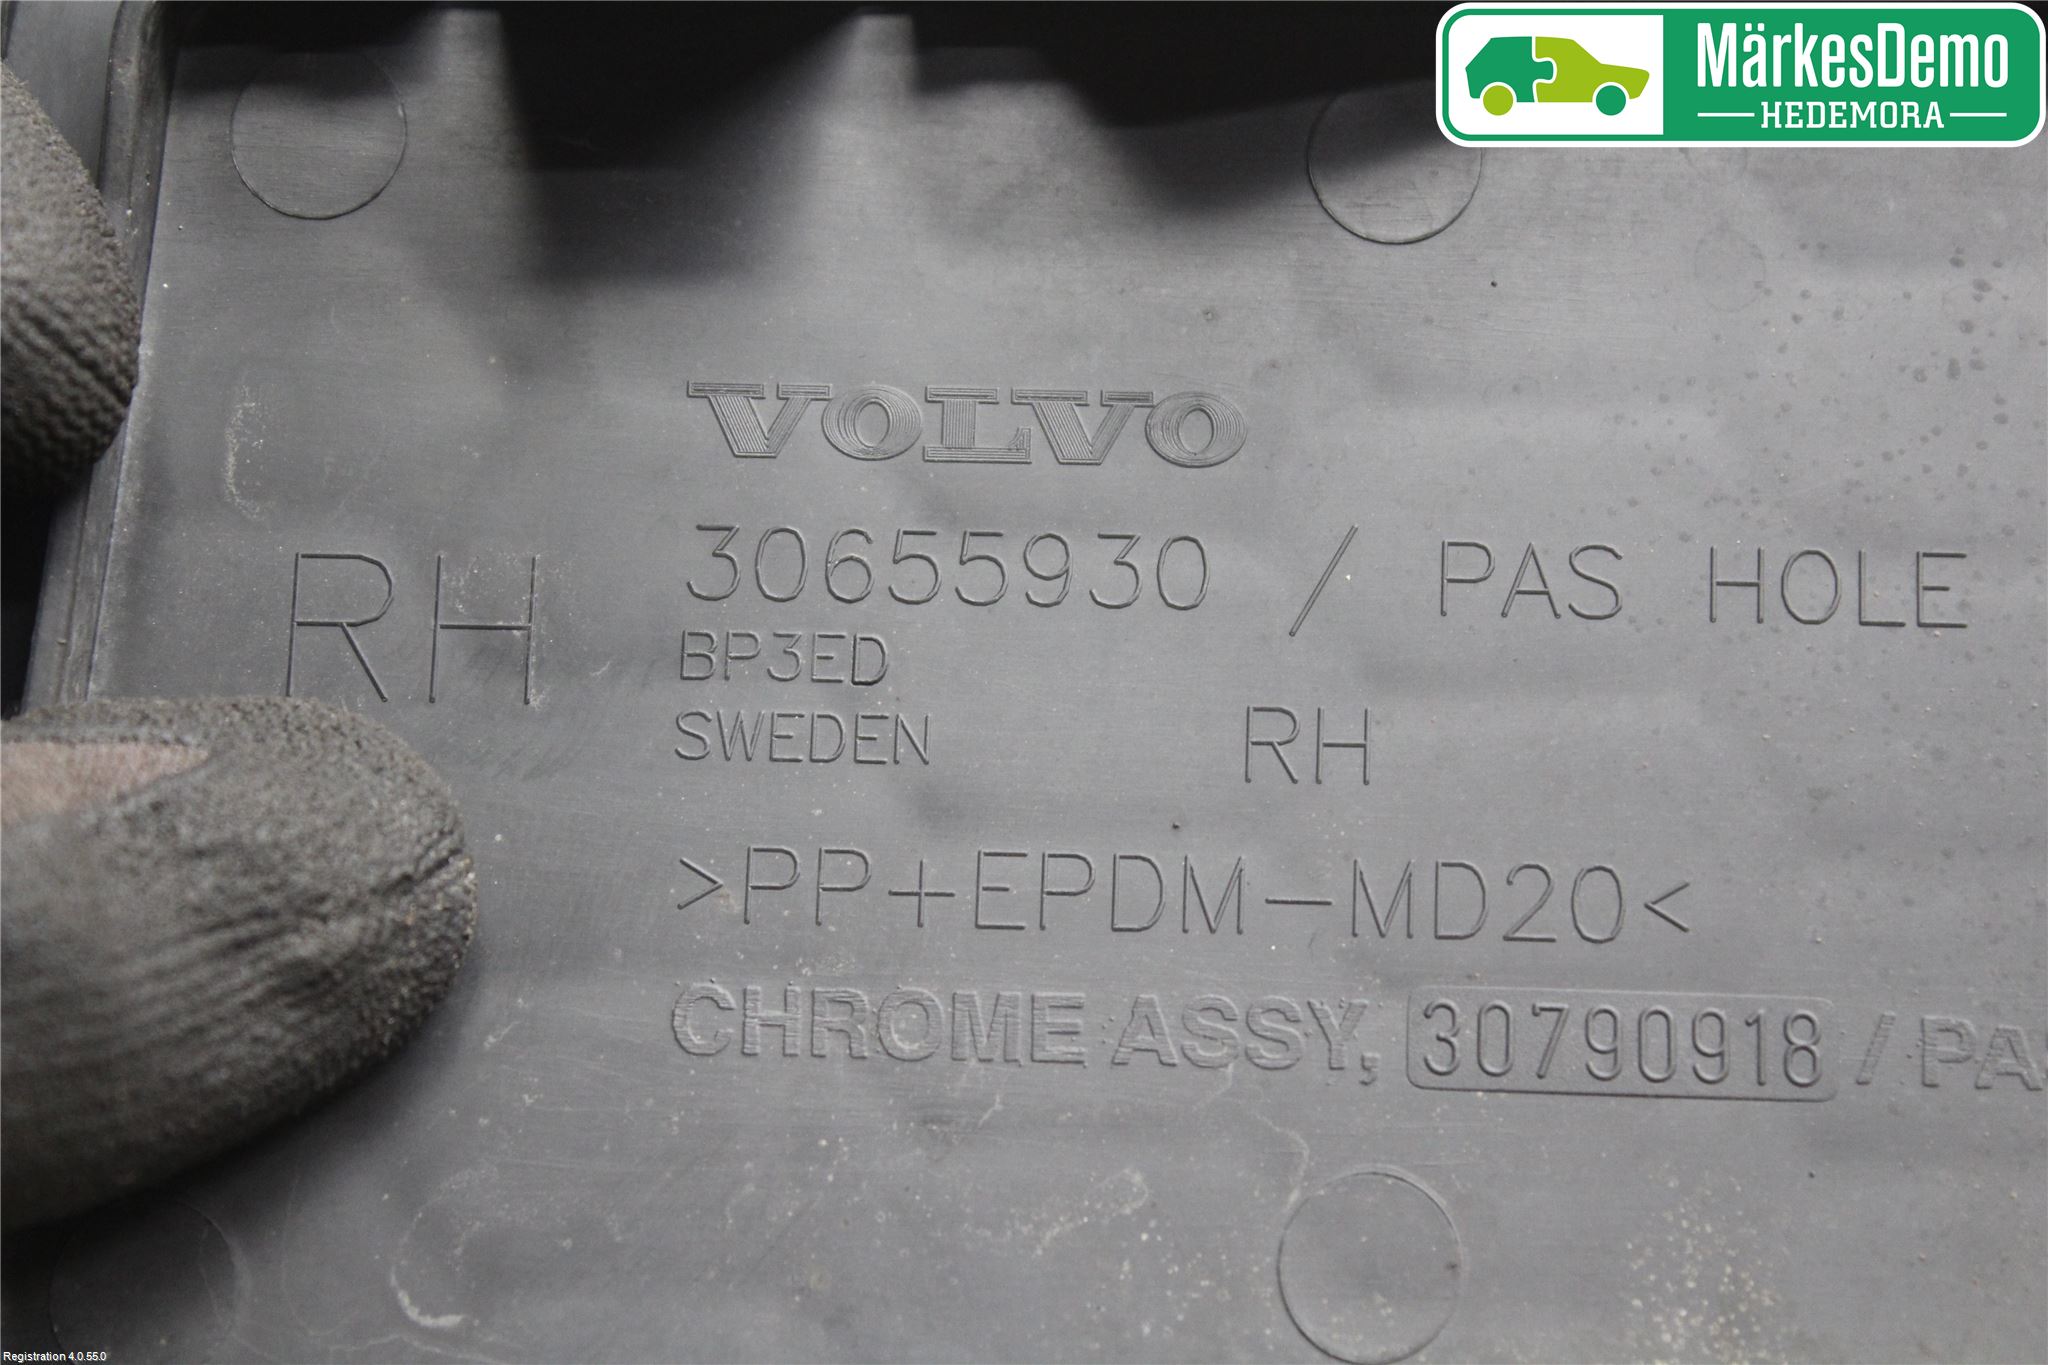 MärkesDemo
HEDEMORA
VOLVO
30655930 / PAS HOLE
RH
BP3ED
SWEDEN RH
>PP+EPDM-MD20<
CHROME ASSY, 30790918 /
Registration 4.0.55.0